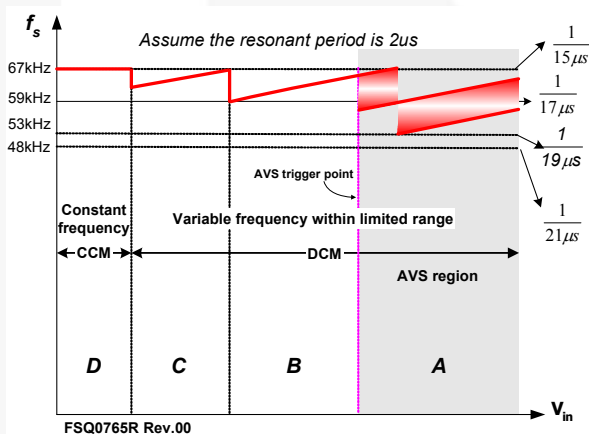 fs
Assume the resonant period is 2us
67kHz
59kHz
53kHz
48kHz
1
15μs
1
17μs
1
19μs
1
21μs
AVS trigger point
Constant
frequency
Variable frequency within limited range
CCM
DCM
AVS region
D
C
B
A
Vin
FSQ0765R Rev.00